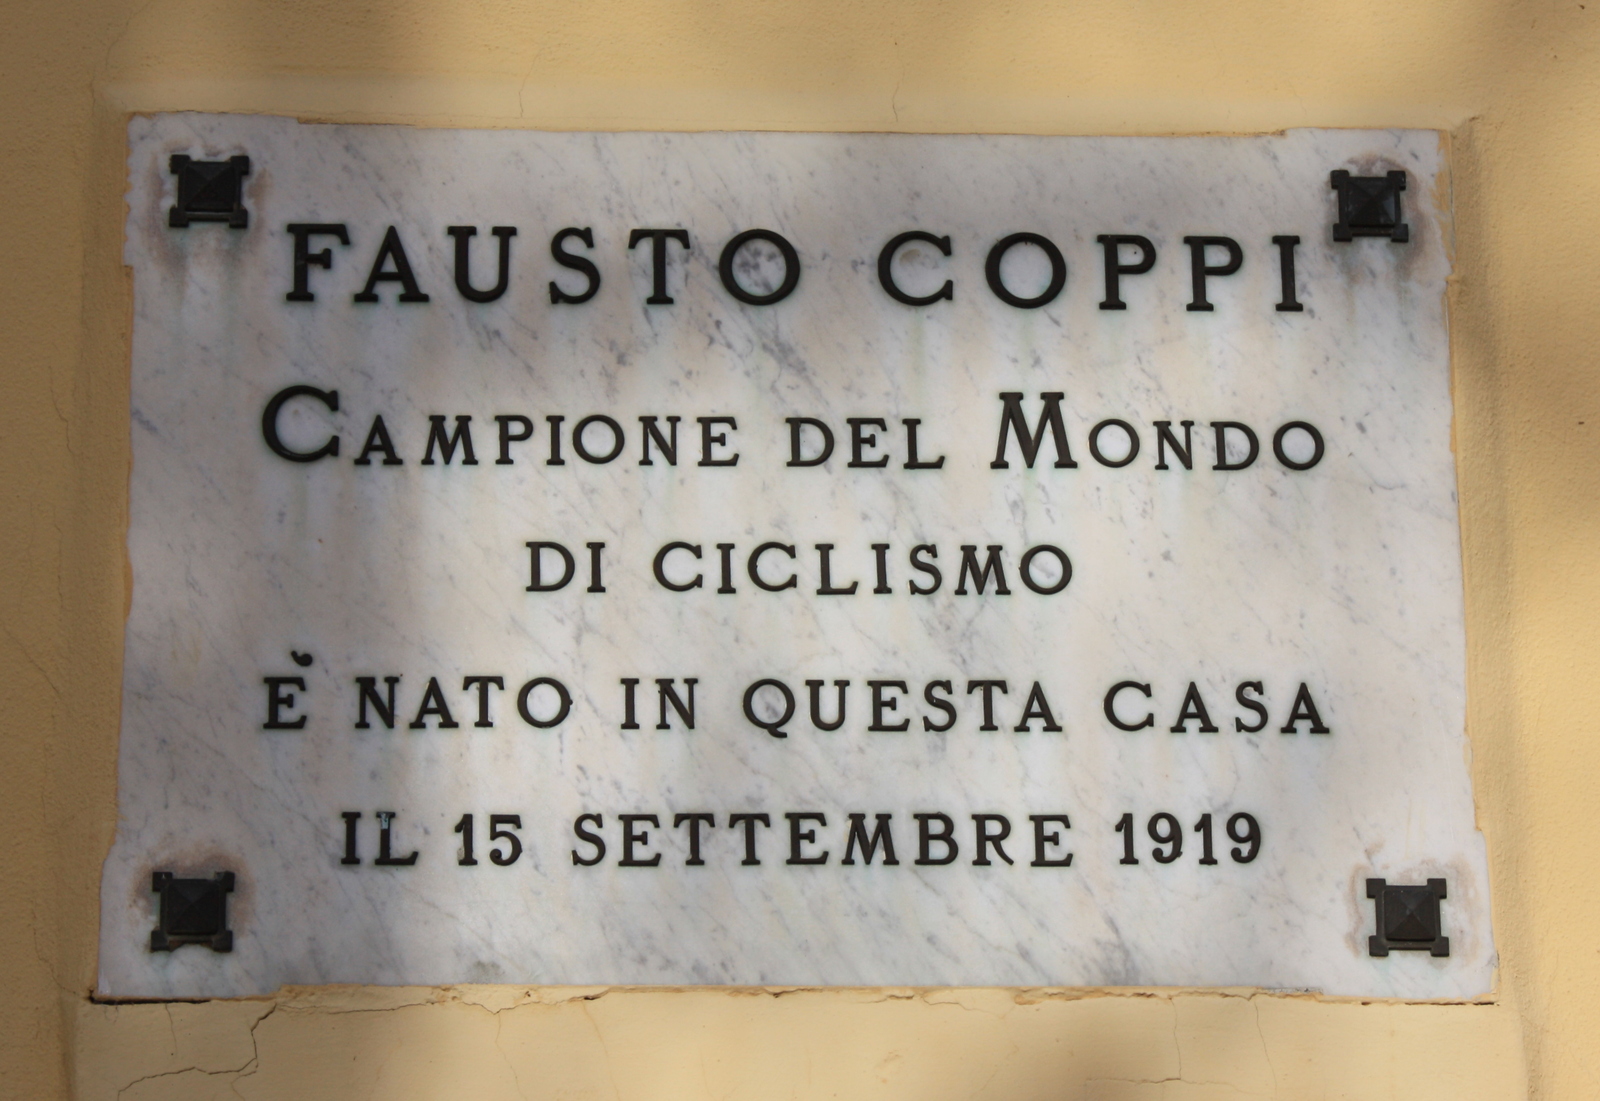 FAUSTO COPPI
CAMPIONE DEL MONDO
DI CICLISMO
È NATO IN QUESTA CASA
IL 15 SETTEMBRE 1919